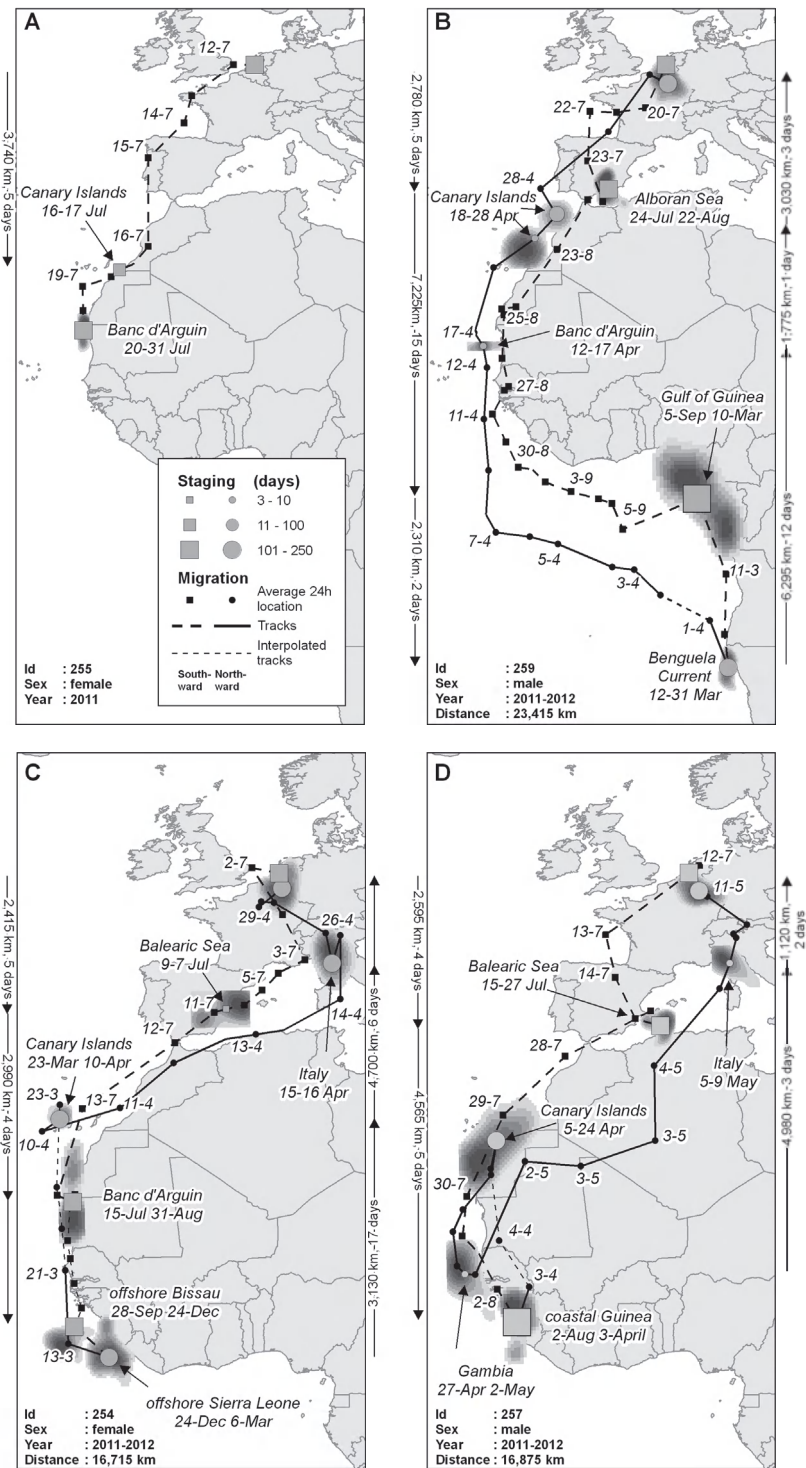 A
12-7
14-7
15-7
Canary Islands
16-17 Jul
16-7
19-7
Banc d'Arguin
20-31 Jul
3,740 km,-5 days
Staging (days)
3 - 10
11 - 100
101 - 250
Migration
Average 24h
location
Tracks
Interpolated
tracks
South- North-
ward ward
Id : 255
Sex : female
Year : 2011
B
22-7
20-7
23-7
28-4
Canary Islands
18-28 Apr
Alboran Sea
24-Jul 22-Aug
23-8
25-8
17-4
Banc d'Arguin
12-17 Apr
12-4
27-8
11-4
Gulf of Guinea
5-Sep 10-Mar
30-8
3-9
5-9
7-4
5-4
3-4
11-3
1-4
Benguela
Current
12-31 Mar
2,780 km,-5 days
7,225km,-15 days
2,310 km,-2 days
3,030 km,-3 days
1,775 km,-1 day
6,295 km,-12 days
Id : 259
Sex : male
Year : 2011-2012
Distance : 23,415 km
C
2-7
29-4
26-4
Balearic Sea
9-7 Jul
3-7
5-7
11-7
12-7
14-4
13-4
Canary Islands
23-Mar 10-Apr
Italy
15-16 Apr
23-3
13-7
11-4
10-4
Banc d'Arguin
15-Jul 31-Aug
21-3
offshore Bissau
28-Sep 24-Dec
13-3
offshore Sierra Leone
24-Dec 6-Mar
2,415 km,-5 days
2,990 km,-4 days
4,700 km,-6 days
3,130 km,-17 days
Id : 254
Sex : female
Year : 2011-2012
Distance : 16,715 km
D
12-7
11-5
13-7
14-7
Balearic Sea
15-27 Jul
28-7
Italy
5-9 May
4-5
29-7
Canary Islands
5-24 Apr
3-5
2-5
3-5
30-7
4-4
3-4
2-8
coastal Guinea
2-Aug 3-April
Gambia
27-Apr 2-May
2,595 km,-4 days
4,565 km,-5 days
1,120 km,-
2 days
4,980 km,-3 days
Id : 257
Sex : male
Year : 2011-2012
Distance : 16,875 km